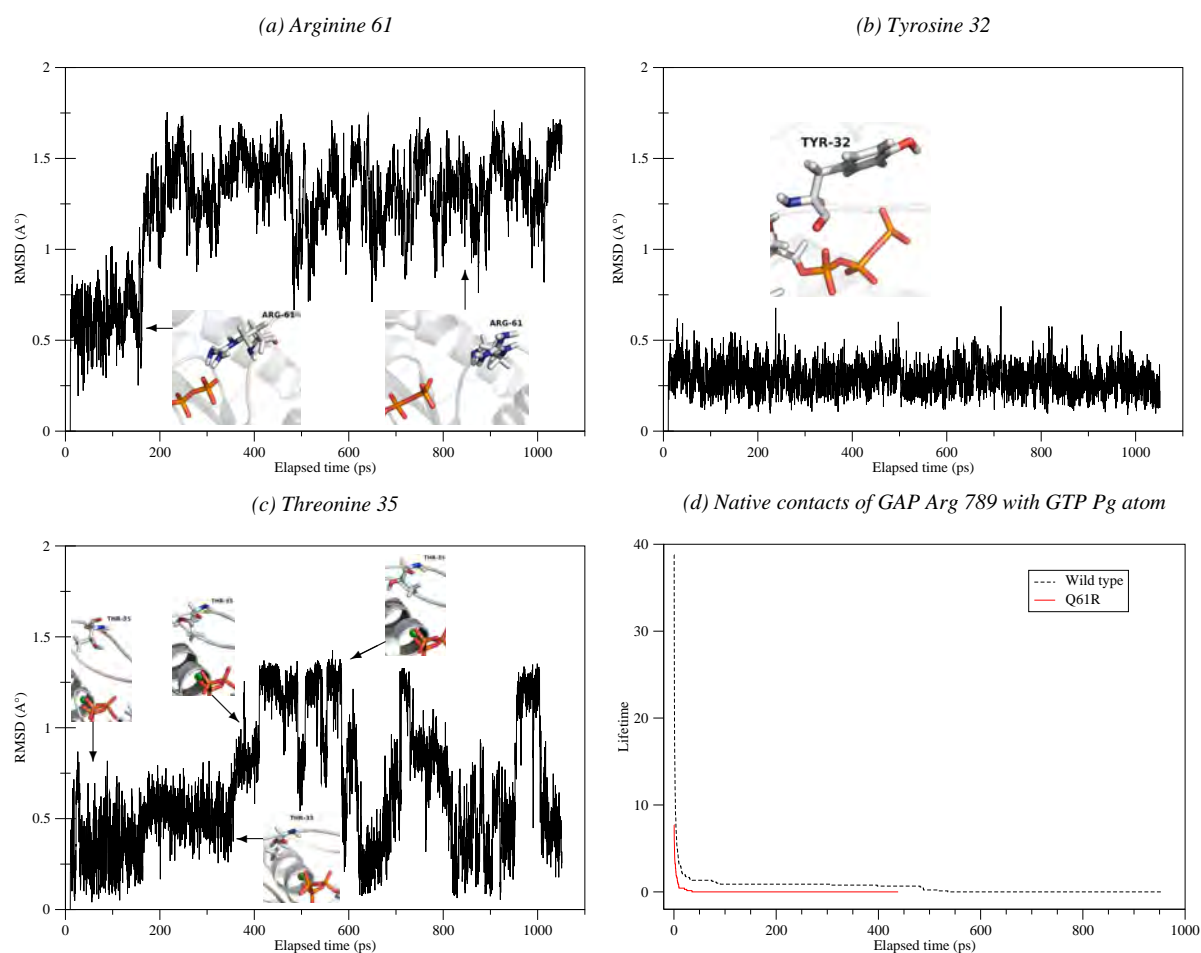 (a) Arginine 61
2
1.5
1
0.5
0
RMSD (A°)
ARG-61
ARG-61
0 200 400 600 800 1000
Elapsed time (ps)
(b) Tyrosine 32
2
1.5
1
0.5
0
RMSD (A°)
TYR-32
0 200 400 600 800 1000
Elapsed time (ps)
(c) Threonine 35
2
1.5
1
0.5
0
RMSD (A°)
THR-35
THR-35
THR-35
THR-35
0 200 400 600 800 1000
Elapsed time (ps)
(d) Native contacts of GAP Arg 789 with GTP Pg atom
40
30
20
10
0
Lifetime
Wild type
Q61R
0 200 400 600 800 1000
Elapsed time (ps)